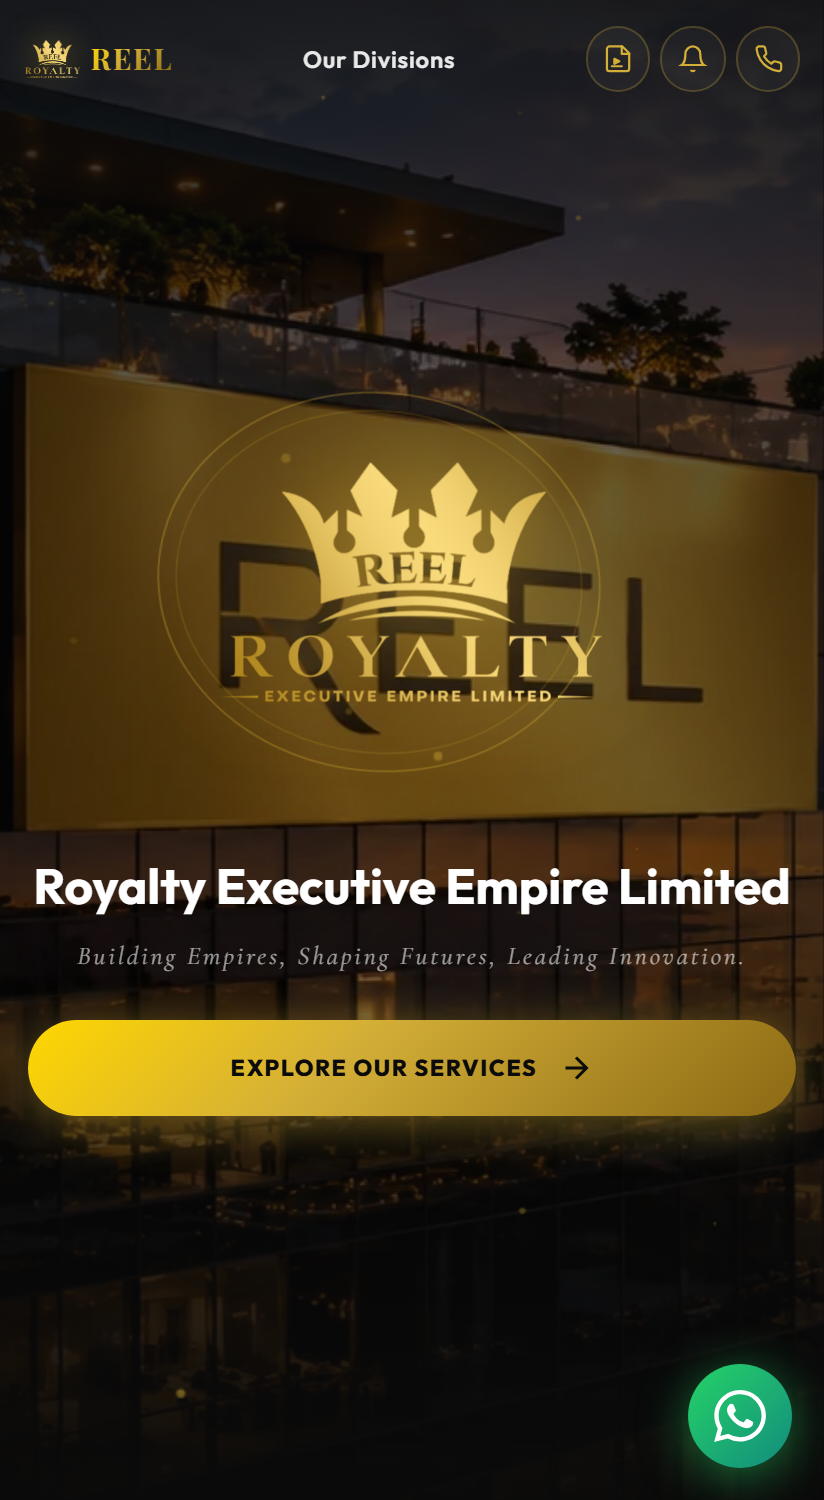 REEL
ROYALTY
REEL
Our Divisions
REEL
REEL
ROYALTY
EXECUTIVE EMPIRE LIMITED
Royalty Executive Empire Limited
Building Empires, Shaping Futures, Leading Innovation.
EXPLORE OUR SERVICES